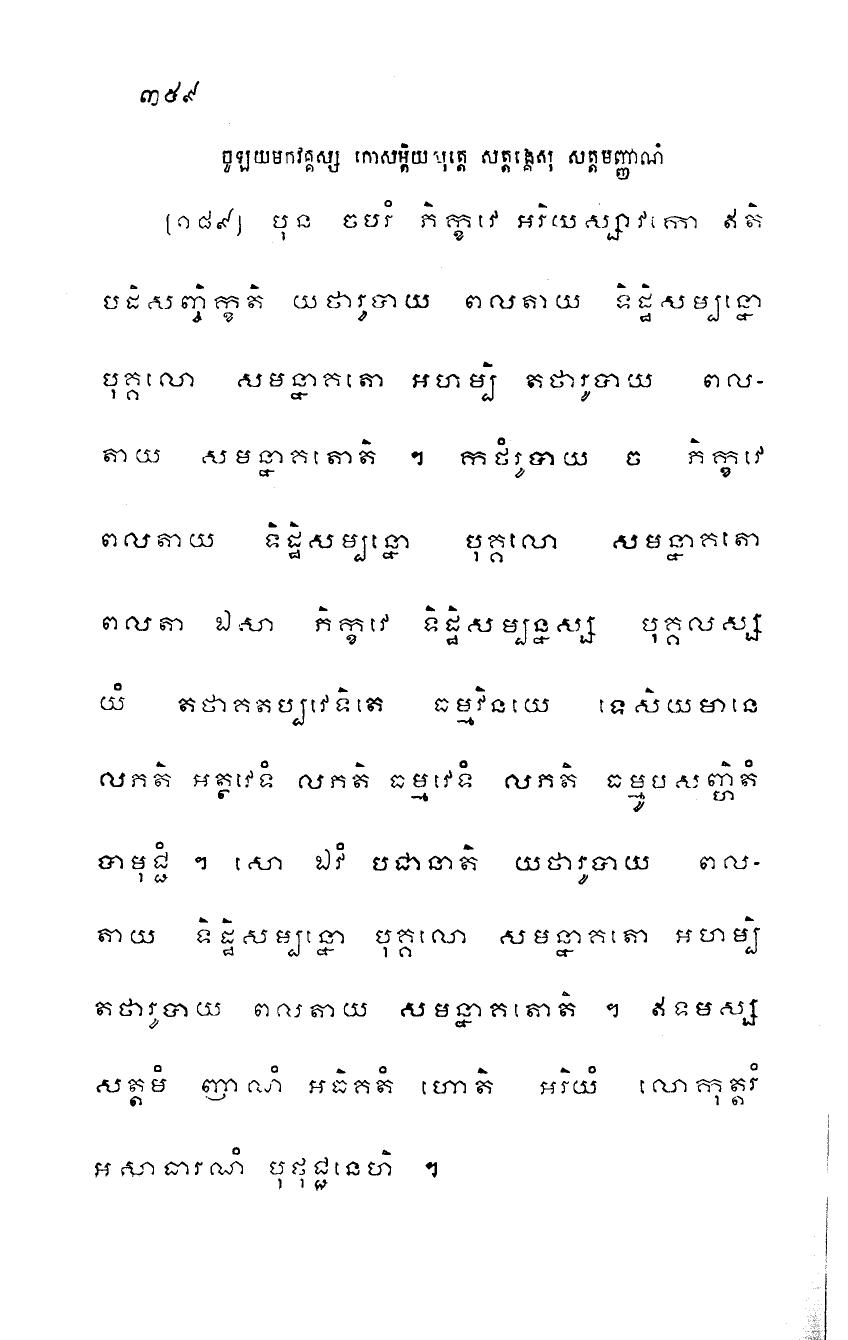 ៣៥៩
ចូឡយមកវគ្គស្ស កោសម្ពិយសុត្តេ សត្តង្គេសុ សត្តមញ្ញាណំ
[១៨៩] បុន ចបរំ ភិក្ខវេ អរិយស្សាវកោ ឥតិ
បដិសញ្ចិក្ខតិ យថារូបាយ ពលតាយ ទិដ្ឋិសម្បន្នោ
បុគ្គលោ សមន្នាគតោ អហម្បិ តថារូបាយ ពល-
តាយ សមន្នាគតោតិ ។ កថំរូបាយ ច ភិក្ខវេ
ពលតាយ ទិដ្ឋិសម្បន្នោ បុគ្គលោ សមន្នាគតោ
ពលតា ឯសា ភិក្ខវេ ទិដ្ឋិសម្បន្នស្ស បុគ្គលស្ស
យំ តថាគតប្បវេទិតេ ធម្មវិនយេ ទេសិយមានេ
លភតិ អត្ថវេទំ លភតិ ធម្មវេទំ លភតិ ធម្មូបសញ្ហិតំ
បាមុជ្ជំ ។ សោ ឯវំ បជានាតិ យថារូបាយ ពល-
តាយ ទិដ្ឋិសម្បន្នោ បុគ្គលោ សមន្នាគតោ អហម្បិ
តថារូបាយ ពលតាយ សមន្នាគតោតិ ។ ឥទមស្ស
សត្តមំ ញាណំ អធិគតំ ហោតិ អរិយំ លោកុត្តរំ
អសាធារណំ បុថុជ្ជនេហិ ។